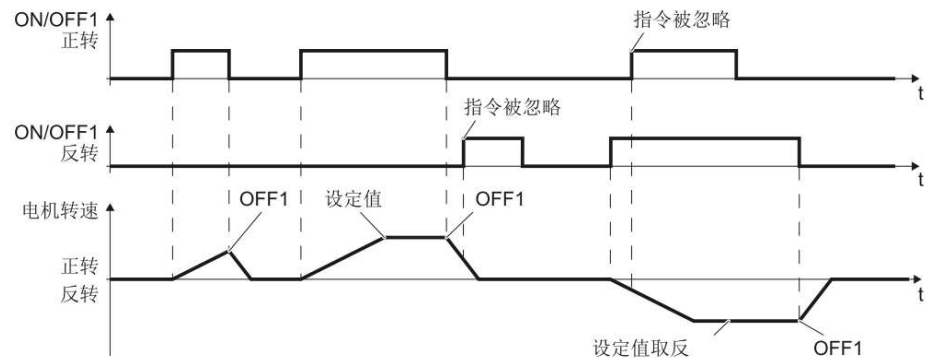 ON/OFF1
正转
指令被忽略
t
ON/OFF1
反转
指令被忽略
t
电机转速
OFF1
设定值
OFF1
正转
反转
t
设定值取反
OFF1